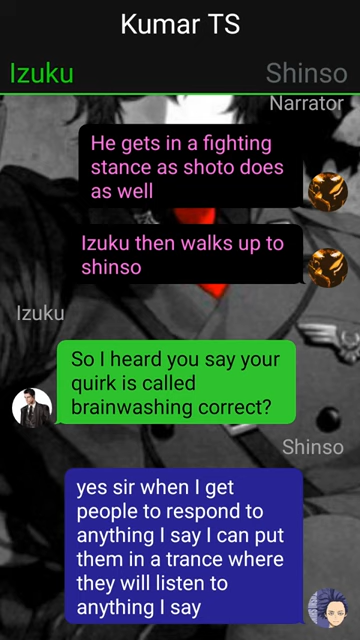 Kumar TS
Izuku
Shinso
Narrator
He gets in a fighting
stance as shoto does
as well
Izuku then walks up to
shinso
Izuku
So I heard you say your
quirk is called
brainwashing correct?
Shinso
yes sir when I get
people to respond to
anything I say I can put
them in a trance where
they will listen to
anything I say